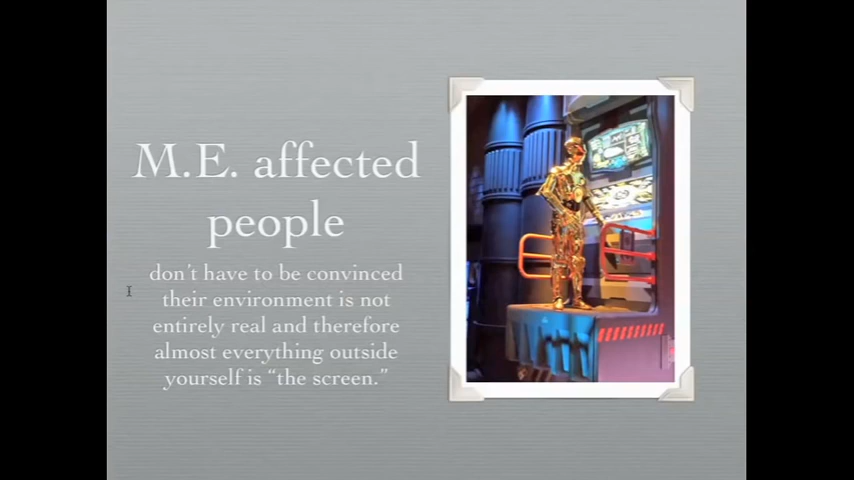 M.E. affected
people
don't have to be convinced
their environment is not
entirely real and therefore
almost everything outside
yourself is “the screen.”